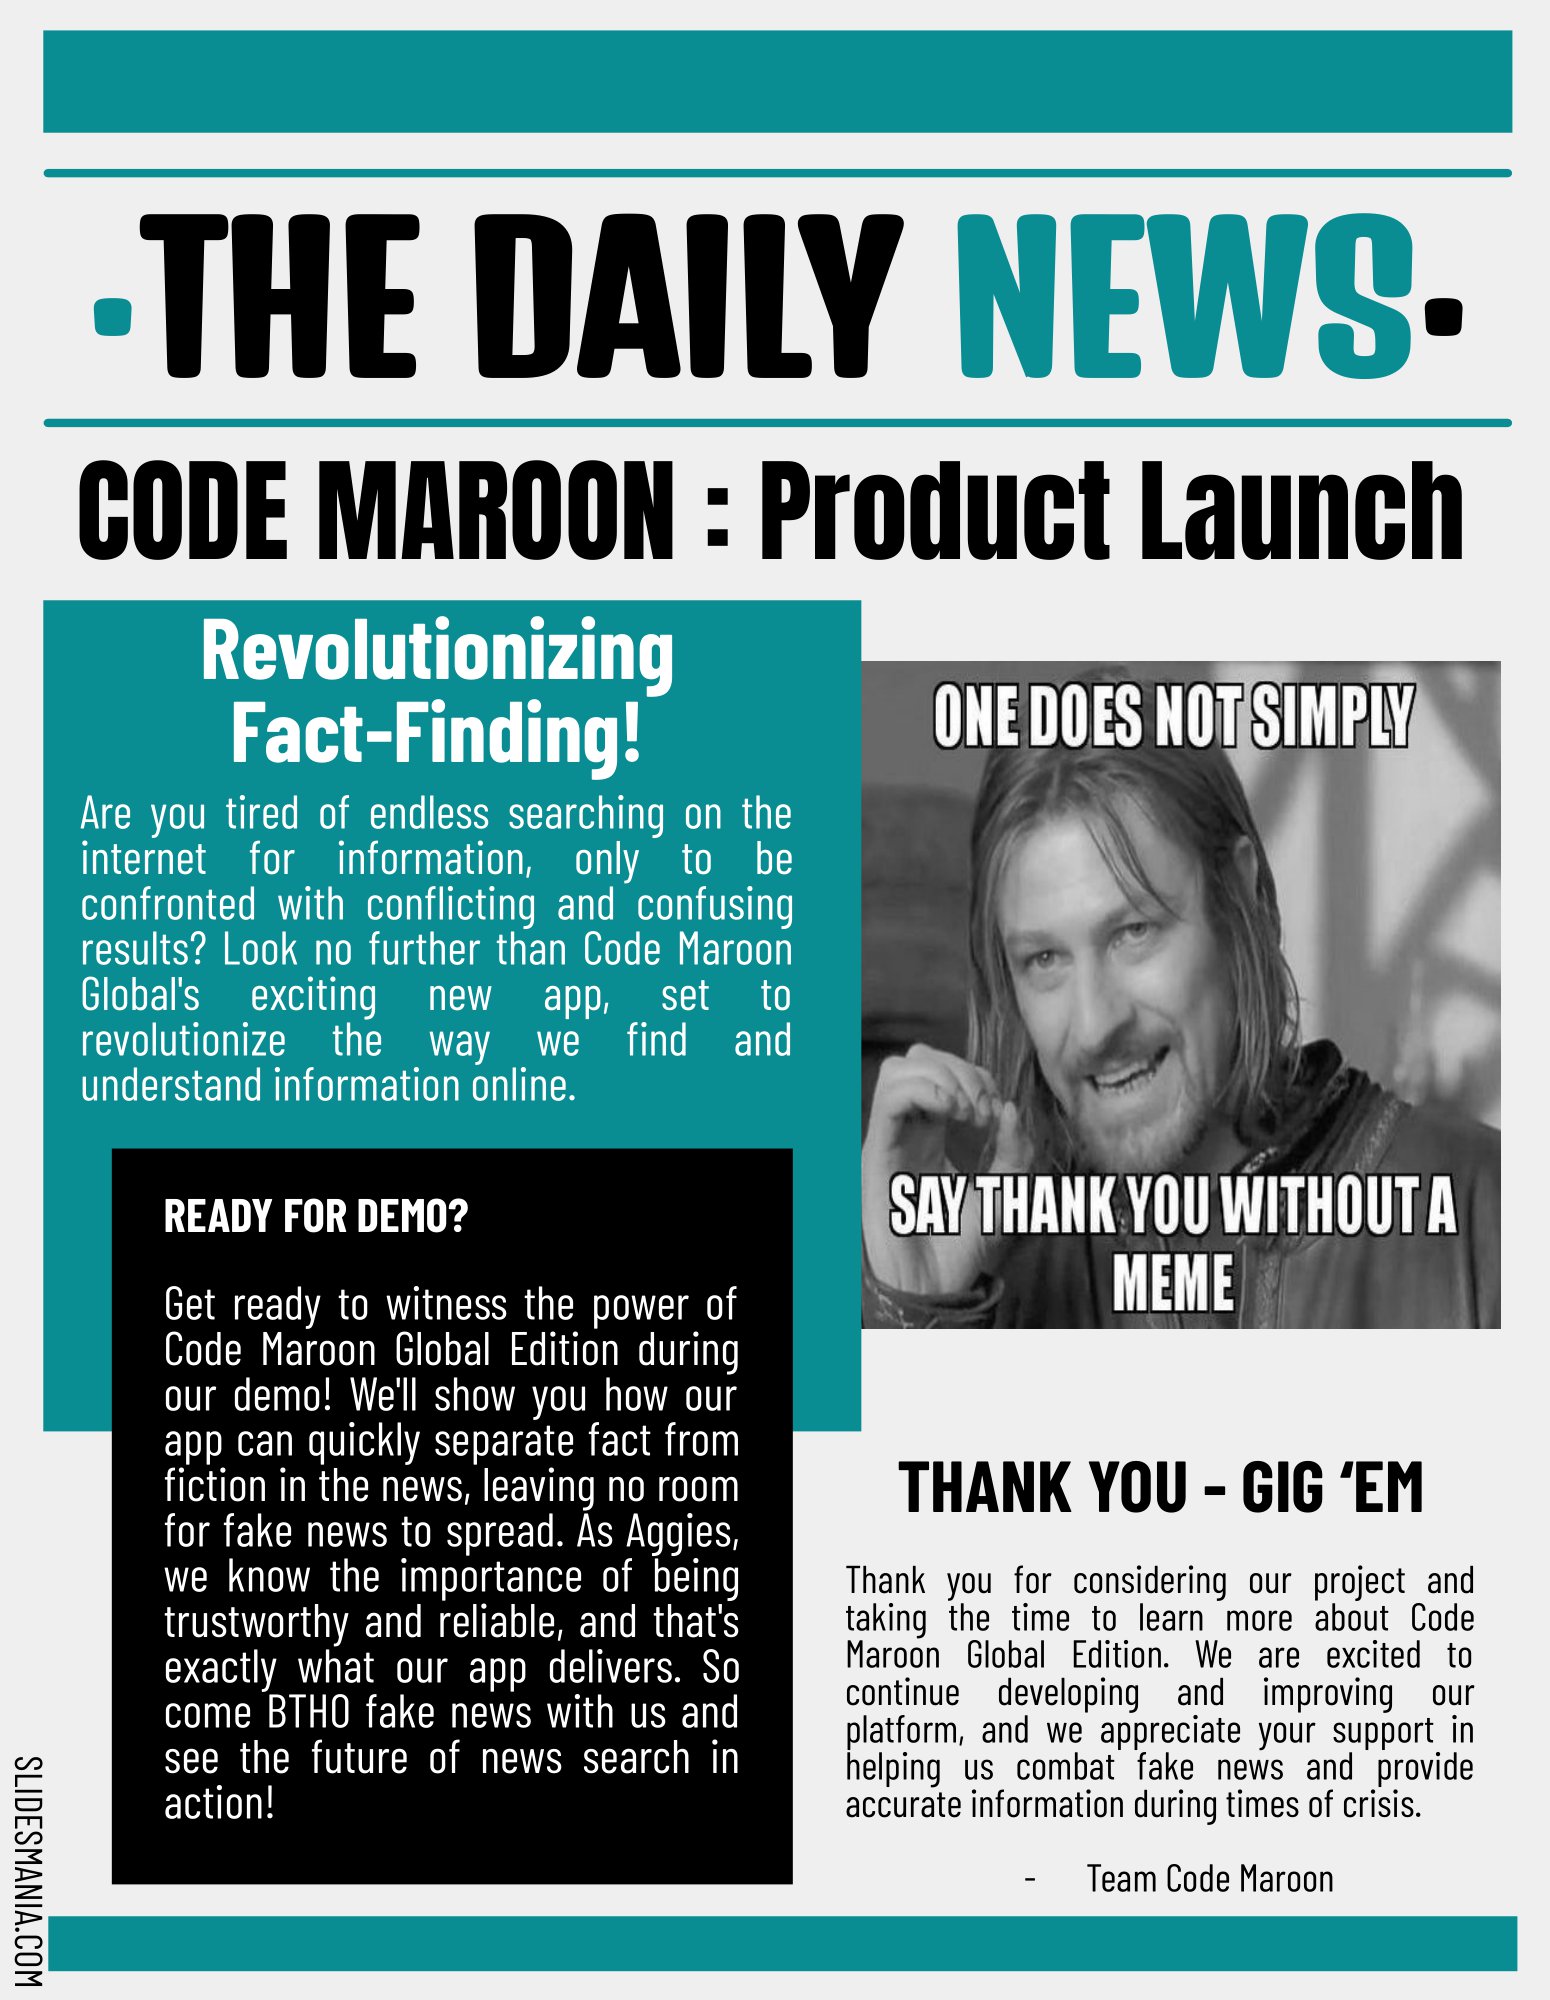 ·THE DAILY NEWS·
CODE MAROON : Product Launch
Revolutionizing
Fact-Finding!
Are you tired of endless searching on the
internet for information, only to be
confronted with conflicting and confusing
results? Look no further than Code Maroon
Global's exciting new app, set to
revolutionize the way we find and
understand information online.
READY FOR DEMO?
Get ready to witness the power of
Code Maroon Global Edition during
our demo! We'll show you how our
app can quickly separate fact from
fiction in the news, leaving no room
for fake news to spread. As Aggies,
we know the importance of being
trustworthy and reliable, and that's
exactly what our app delivers. So
come BTHO fake news with us and
see the future of news search in
action!
ONE DOES NOT SIMPLY
SAY THANK YOU WITHOUT A
MEME
THANK YOU - GIG ‘EM
Thank you for considering our project and
taking the time to learn more about Code
Maroon Global Edition. We are excited to
continue developing and improving our
platform, and we appreciate your support in
helping us combat fake news and provide
accurate information during times of crisis.
- Team Code Maroon
SLIDESMANIA.COM